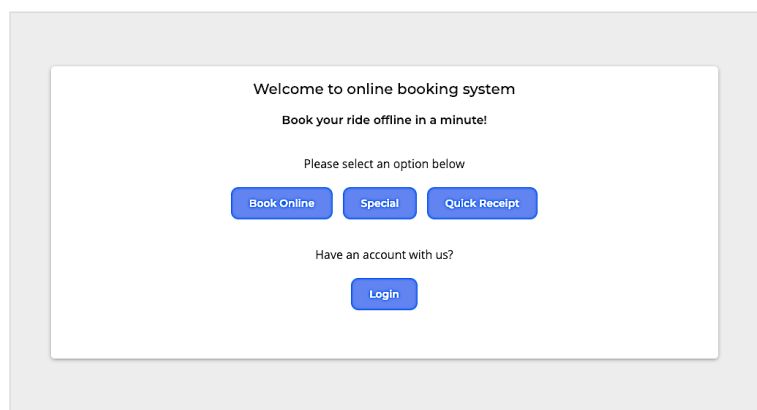 Welcome to online booking system
Book your ride offline in a minute!
Please select an option below
Book Online Special Quick Receipt
Have an account with us?
Login